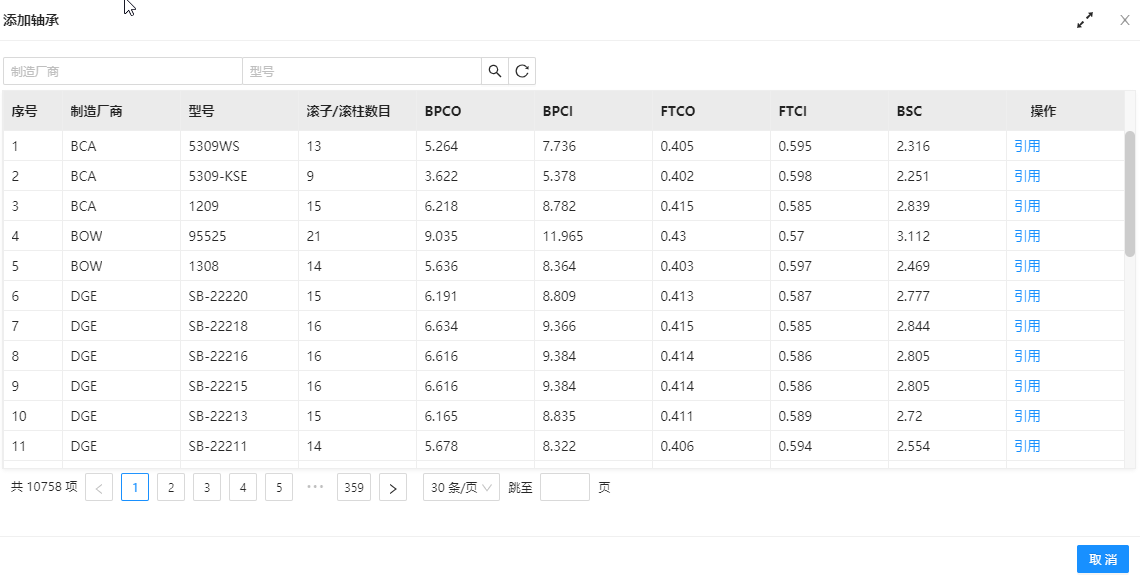 添加轴承
制造厂商 型号
序号 制造厂商 型号 滚子/滚柱数目 BPCO BPCI FTCO FTCI BSC 操作
1 BCA 5309WS 13 5.264 7.736 0.405 0.595 2.316 引用
2 BCA 5309-KSE 9 3.622 5.378 0.402 0.598 2.251 引用
3 BCA 1209 15 6.218 8.782 0.415 0.585 2.839 引用
4 BOW 95525 21 9.035 11.965 0.43 0.57 3.112 引用
5 BOW 1308 14 5.636 8.364 0.403 0.597 2.469 引用
6 DGE SB-22220 15 6.191 8.809 0.413 0.587 2.777 引用
7 DGE SB-22218 16 6.634 9.366 0.415 0.585 2.844 引用
8 DGE SB-22216 16 6.616 9.384 0.414 0.586 2.805 引用
9 DGE SB-22215 16 6.616 9.384 0.414 0.586 2.805 引用
10 DGE SB-22213 15 6.165 8.835 0.411 0.589 2.72 引用
11 DGE SB-22211 14 5.678 8.322 0.406 0.594 2.554 引用
共 10758 项 < 1 2 3 4 5 ••• 359 > 30 条/页 跳至 页
取 消